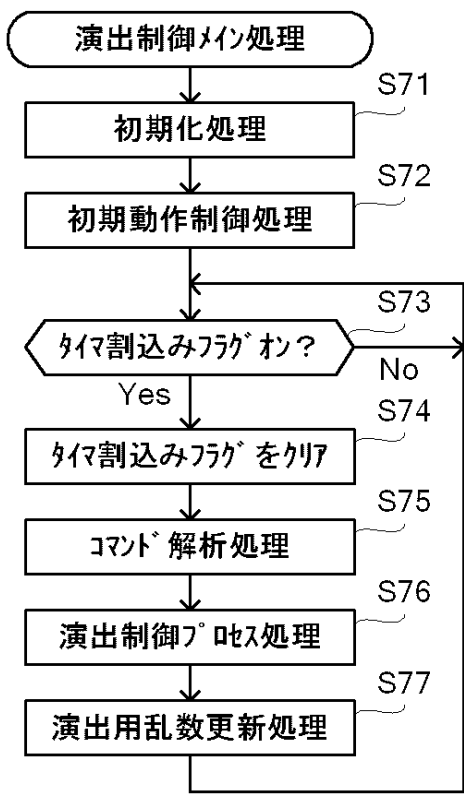 演出制御ﾒｲﾝ処理
S71
初期化処理
S72
初期動作制御処理
S73
ﾀｲﾏ割込みﾌﾗｸﾞｵﾝ?
No
Yes
S74
ﾀｲﾏ割込みﾌﾗｸﾞをｸﾘｱ
S75
ｺﾏﾝﾄﾞ解析処理
S76
演出制御ﾌﾟﾛｾｽ処理
S77
演出用乱数更新処理